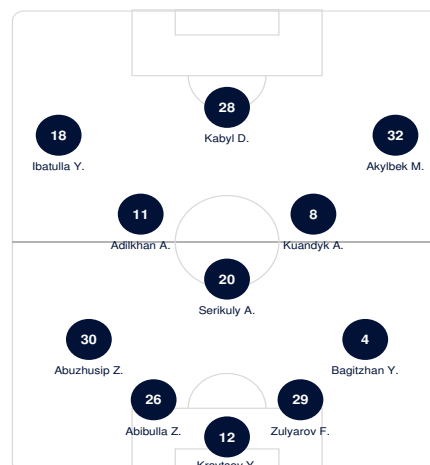 28
Kabyl D.
18
Ibatulla Y.
32
Akylbek M.
11
Adilkhan A.
8
Kuandyk A.
20
Serikuly A.
30
Abuzhusip Z.
4
Bagitzhan Y.
26
Abibulla Z.
29
Zulyarov F.
12